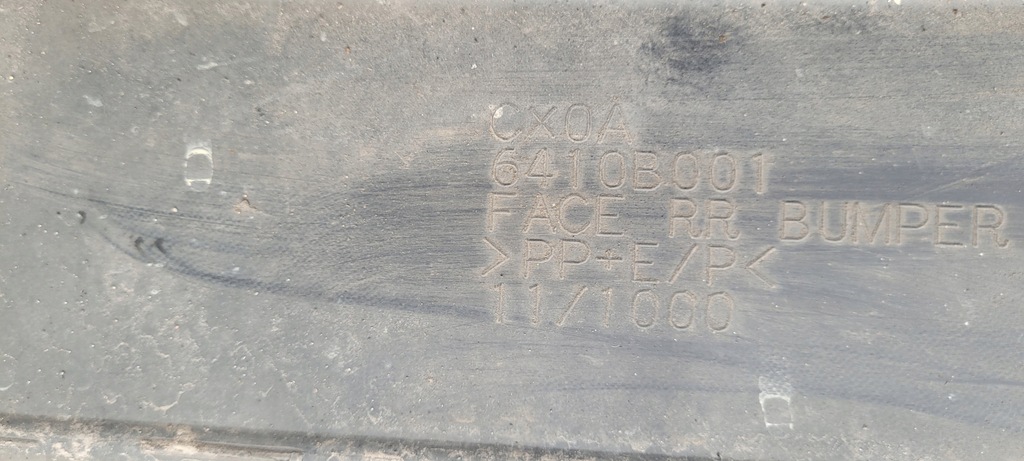 CX0A
6410B001
FACE RR BUMPER
>PP+E/P<
11/1000